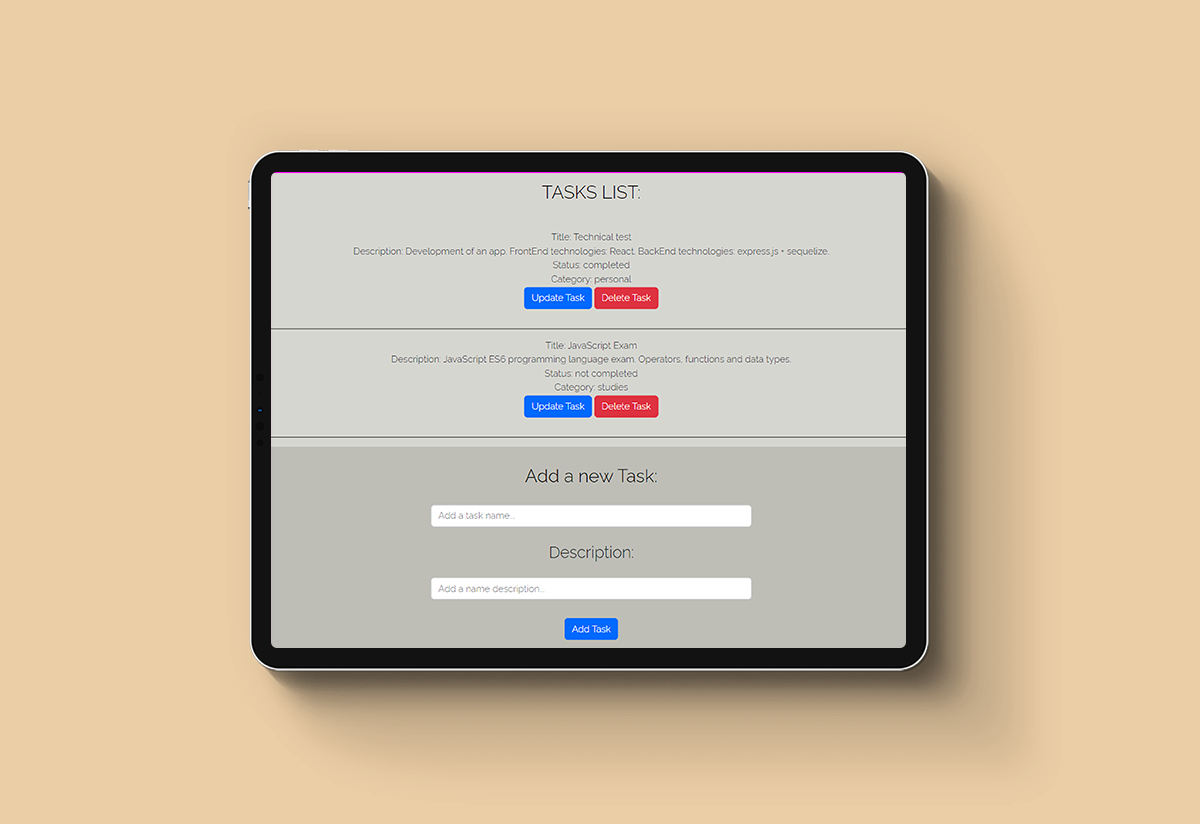 TASKS LIST:
Title: Technical test
Description: Development of an app. FrontEnd technologies: React. BackEnd technologies: express.js + sequelize.
Status: completed
Category: personal
Update Task Delete Task
Title: JavaScript Exam
Description: JavaScript ES6 programming language exam. Operators, functions and data types.
Status: not completed
Category: studies
Update Task Delete Task
Add a new Task:
Add a task name...
Description:
Add a name description...
Add Task